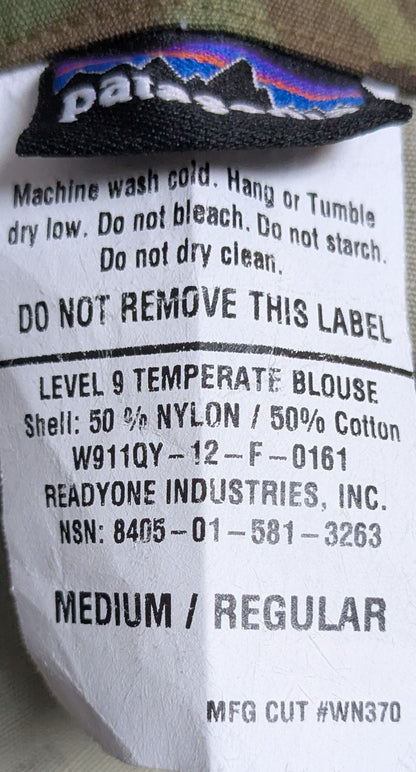 patagonia
Machine wash cold. Hang or Tumble
dry low. Do not bleach. Do not starch.
Do not dry clean.
DO NOT REMOVE THIS LABEL
LEVEL 9 TEMPERATE BLOUSE
Shell: 50 % NYLON / 50% Cotton
W911QY-12-F-0161
READYONE INDUSTRIES, INC.
NSN: 8405-01-581-3263
MEDIUM / REGULAR
MFG CUT #WN370